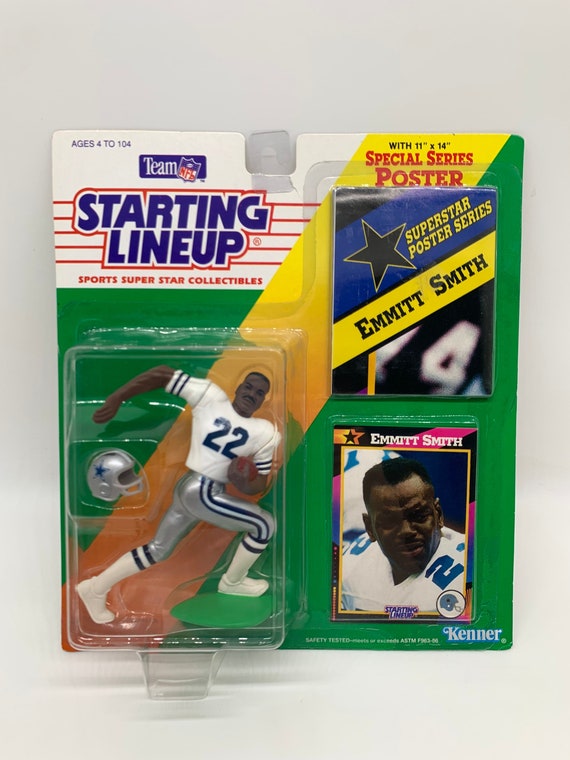 AGES 4 TO 104
Team NFL
STARTING
LINEUP®
SPORTS SUPER STAR COLLECTIBLES
WITH 11" x 14"
SPECIAL SERIES
POSTER
SUPERSTAR
POSTER SERIES
EMMITT SMITH
22
EMMITT SMITH
2
STARTING
LINEUP
Kenner®
SAFETY TESTED–meets or exceeds ASTM F963-86